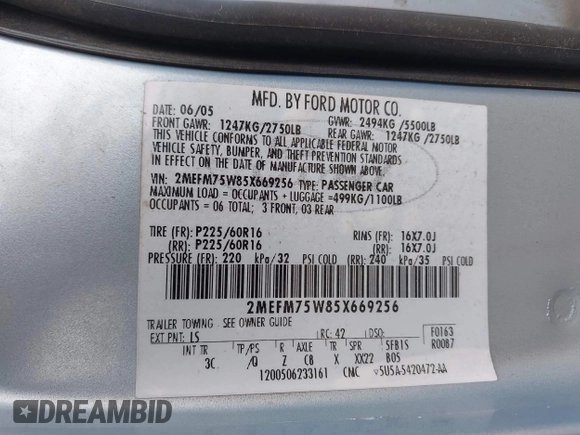 MFD. BY FORD MOTOR CO.
DATE: 06/05 GVWR: 2494KG/5500LB
FRONT GAWR: 1247KG/2750LB REAR GAWR: 1247KG/2750LB
THIS VEHICLE CONFORMS TO ALL APPLICABLE FEDERAL MOTOR
VEHICLE SAFETY, BUMPER, AND THEFT PREVENTION STANDARDS
IN EFFECT ON THE DATE OF MANUFACTURE SHOWN ABOVE.
VIN: 2MEFM75W85X669256 TYPE: PASSENGER CAR
MAXIMUM LOAD = OCCUPANTS + LUGGAGE =499KG/1100LB
OCCUPANTS = 06 TOTAL; 3 FRONT, 03 REAR
TIRE (FR): P225/60R16 RIMS (FR): 16X7.0J
(RR): P225/60R16 (RR): 16X7.0J
PRESSURE (FR): 220 kPa/32 PSI COLD (RR): 240 kPa/35 PSI COLD
2MEFM75W85X669256
TRAILER TOWING - SEE OWNER GUIDE
EXT PNT: LS RC: 42 DSO: F0163
INT TR TP/PS R AXLE TR SPR SFB1S R0087
3C /Q Z C8 X XX22 B05
1200506233161 CNC v5U5A5420472-AA
DREAMBID